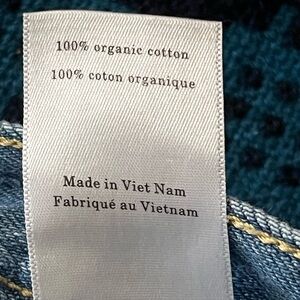 100% organic cotton
100% coton organique
Made in Viet Nam
Fabriqué au Vietnam